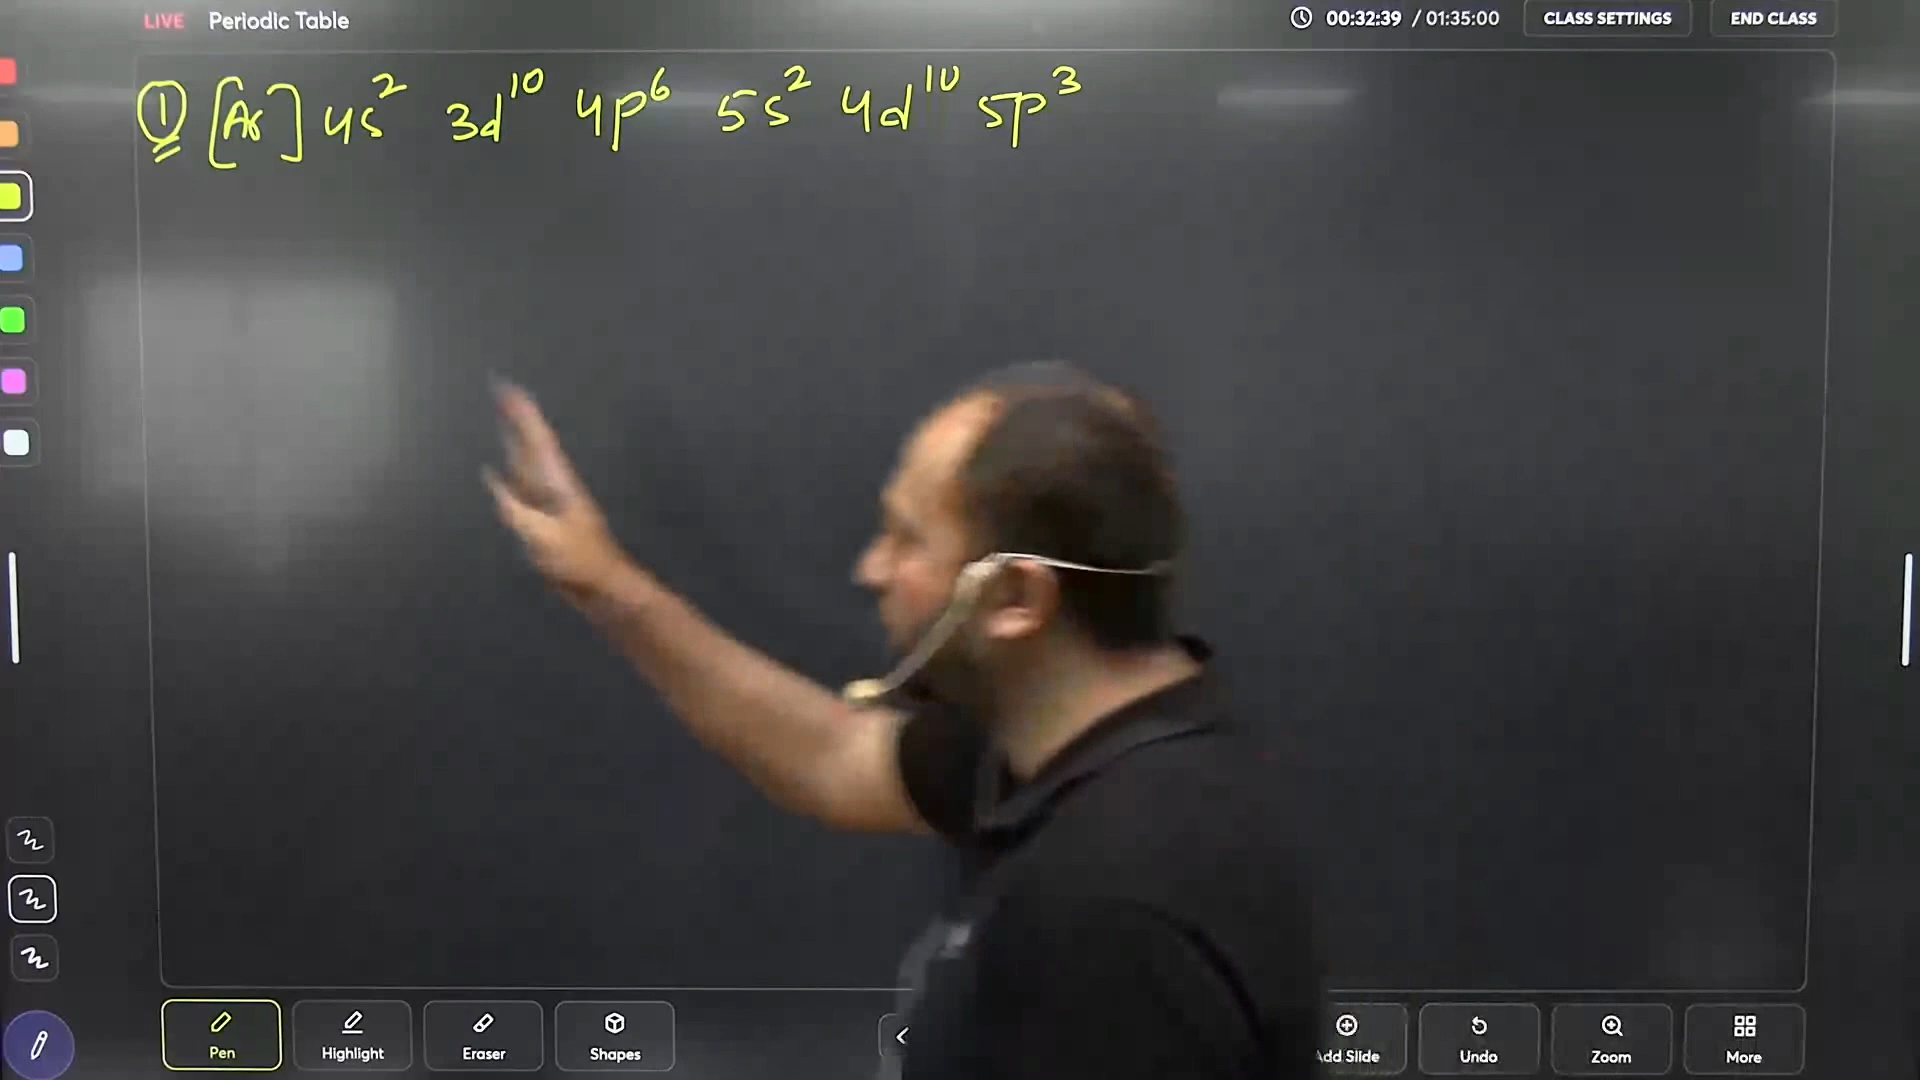 LIVE Periodic Table 00:32:39 / 01:35:00 CLASS SETTINGS END CLASS
① [Ar] 4s² 3d¹⁰ 4p⁶ 5s² 4d¹⁰ 5p³
Pen Highlight Eraser Shapes Add Slide Undo Zoom More